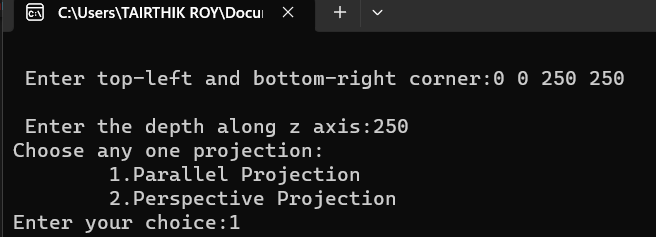 C:\Users\TAIRTHIK ROY\Docu
Enter top-left and bottom-right corner:0 0 250 250
Enter the depth along z axis:250
Choose any one projection:
1.Parallel Projection
2.Perspective Projection
Enter your choice:1